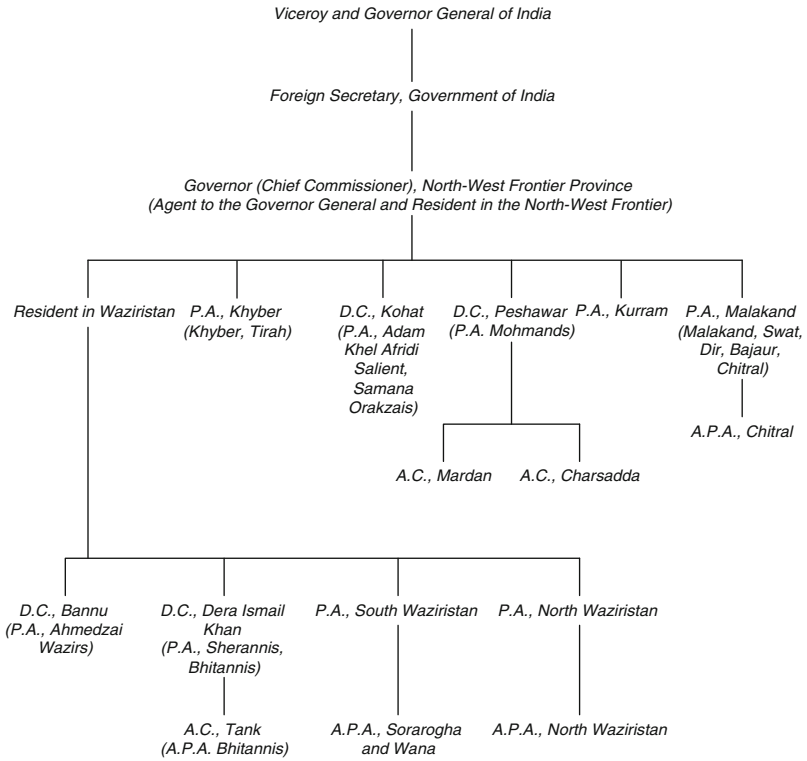 Viceroy and Governor General of India
Foreign Secretary, Government of India
Governor (Chief Commissioner), North-West Frontier Province
(Agent to the Governor General and Resident in the North-West Frontier)
Resident in Waziristan
P.A., Khyber
(Khyber, Tirah)
D.C., Kohat
(P.A., Adam
Khel Afridi
Salient,
Samana
Orakzais)
D.C., Peshawar
(P.A. Mohmands)
P.A., Kurram
P.A., Malakand
(Malakand, Swat,
Dir, Bajaur,
Chitral)
A.P.A., Chitral
A.C., Mardan
A.C., Charsadda
D.C., Bannu
(P.A., Ahmedzai
Wazirs)
D.C., Dera Ismail
Khan
(P.A., Sherannis,
Bhitannis)
P.A., South Waziristan
P.A., North Waziristan
A.C., Tank
(A.P.A. Bhitannis)
A.P.A., Sorarogha
and Wana
A.P.A., North Waziristan